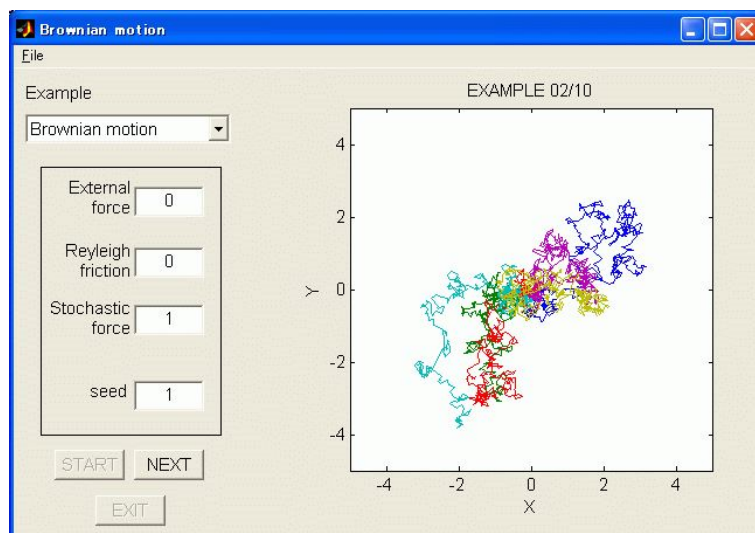 Brownian motion
File
Example
Brownian motion
External
force
0
Reyleigh
friction
0
Stochastic
force
1
seed
1
START
NEXT
EXIT
EXAMPLE 02/10
4
2
0
-2
-4
Y
-4
-2
0
2
4
X